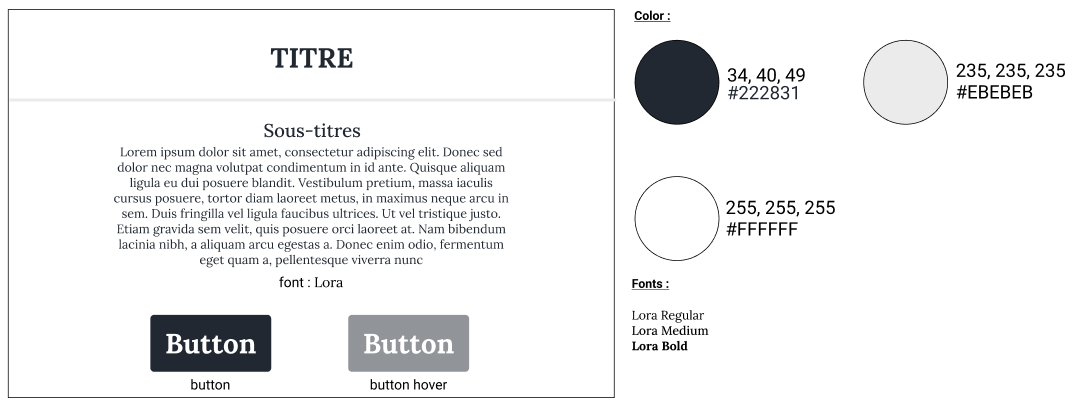 TITRE
Sous-titres
Lorem ipsum dolor sit amet, consectetur adipiscing elit. Donec sed
dolor nec magna volutpat condimentum in id ante. Quisque aliquam
ligula eu dui posuere blandit. Vestibulum pretium, massa iaculis
cursus posuere, tortor diam laoreet metus, in maximus neque arcu in
sem. Duis fringilla vel ligula faucibus ultrices. Ut vel tristique justo.
Etiam gravida sem velit, quis posuere orci laoreet at. Nam bibendum
lacinia nibh, a aliquam arcu egestas a. Donec enim odio, fermentum
eget quam a, pellentesque viverra nunc
font : Lora
Button
button
Button
button hover
Color :
34, 40, 49
#222831
235, 235, 235
#EBEBEB
255, 255, 255
#FFFFFF
Fonts :
Lora Regular
Lora Medium
Lora Bold